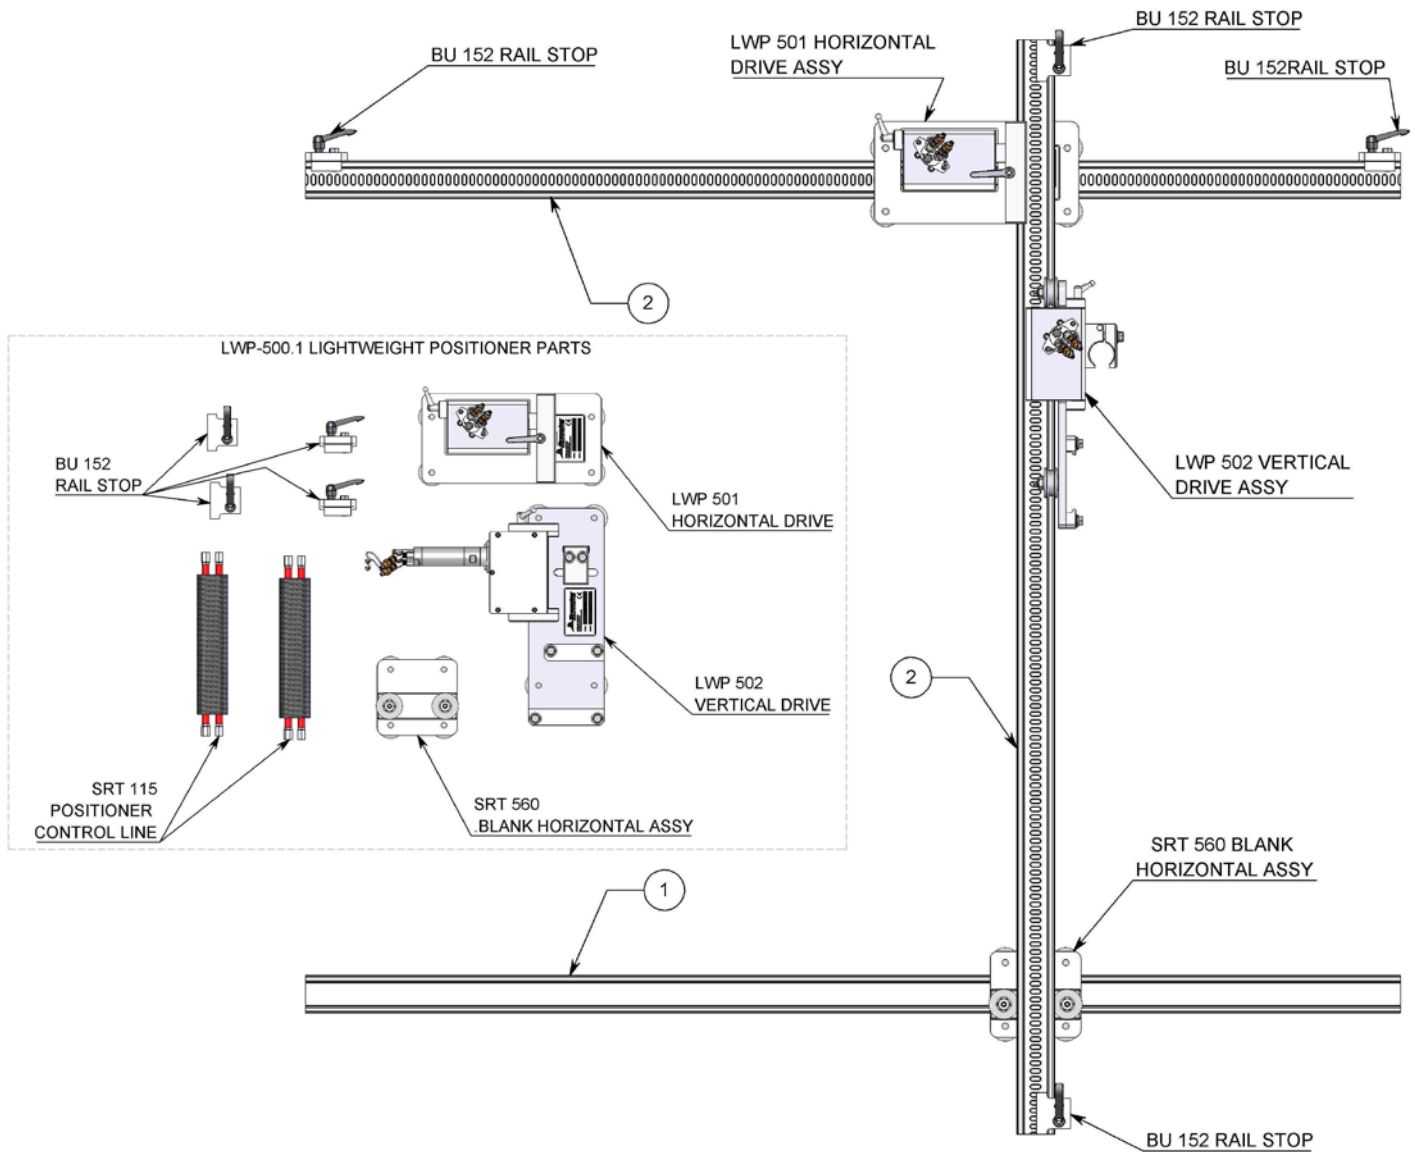 BU 152 RAIL STOP
BU 152 RAIL STOP
LWP 501 HORIZONTAL
DRIVE ASSY
BU 152RAIL STOP
2
LWP-500.1 LIGHTWEIGHT POSITIONER PARTS
BU 152
RAIL STOP
LWP 501
HORIZONTAL DRIVE
LWP 502 VERTICAL
DRIVE ASSY
LWP 502
VERTICAL DRIVE
2
SRT 115
POSITIONER
CONTROL LINE
SRT 560
.BLANK HORIZONTAL ASSY
SRT 560 BLANK
HORIZONTAL ASSY
1
BU 152 RAIL STOP